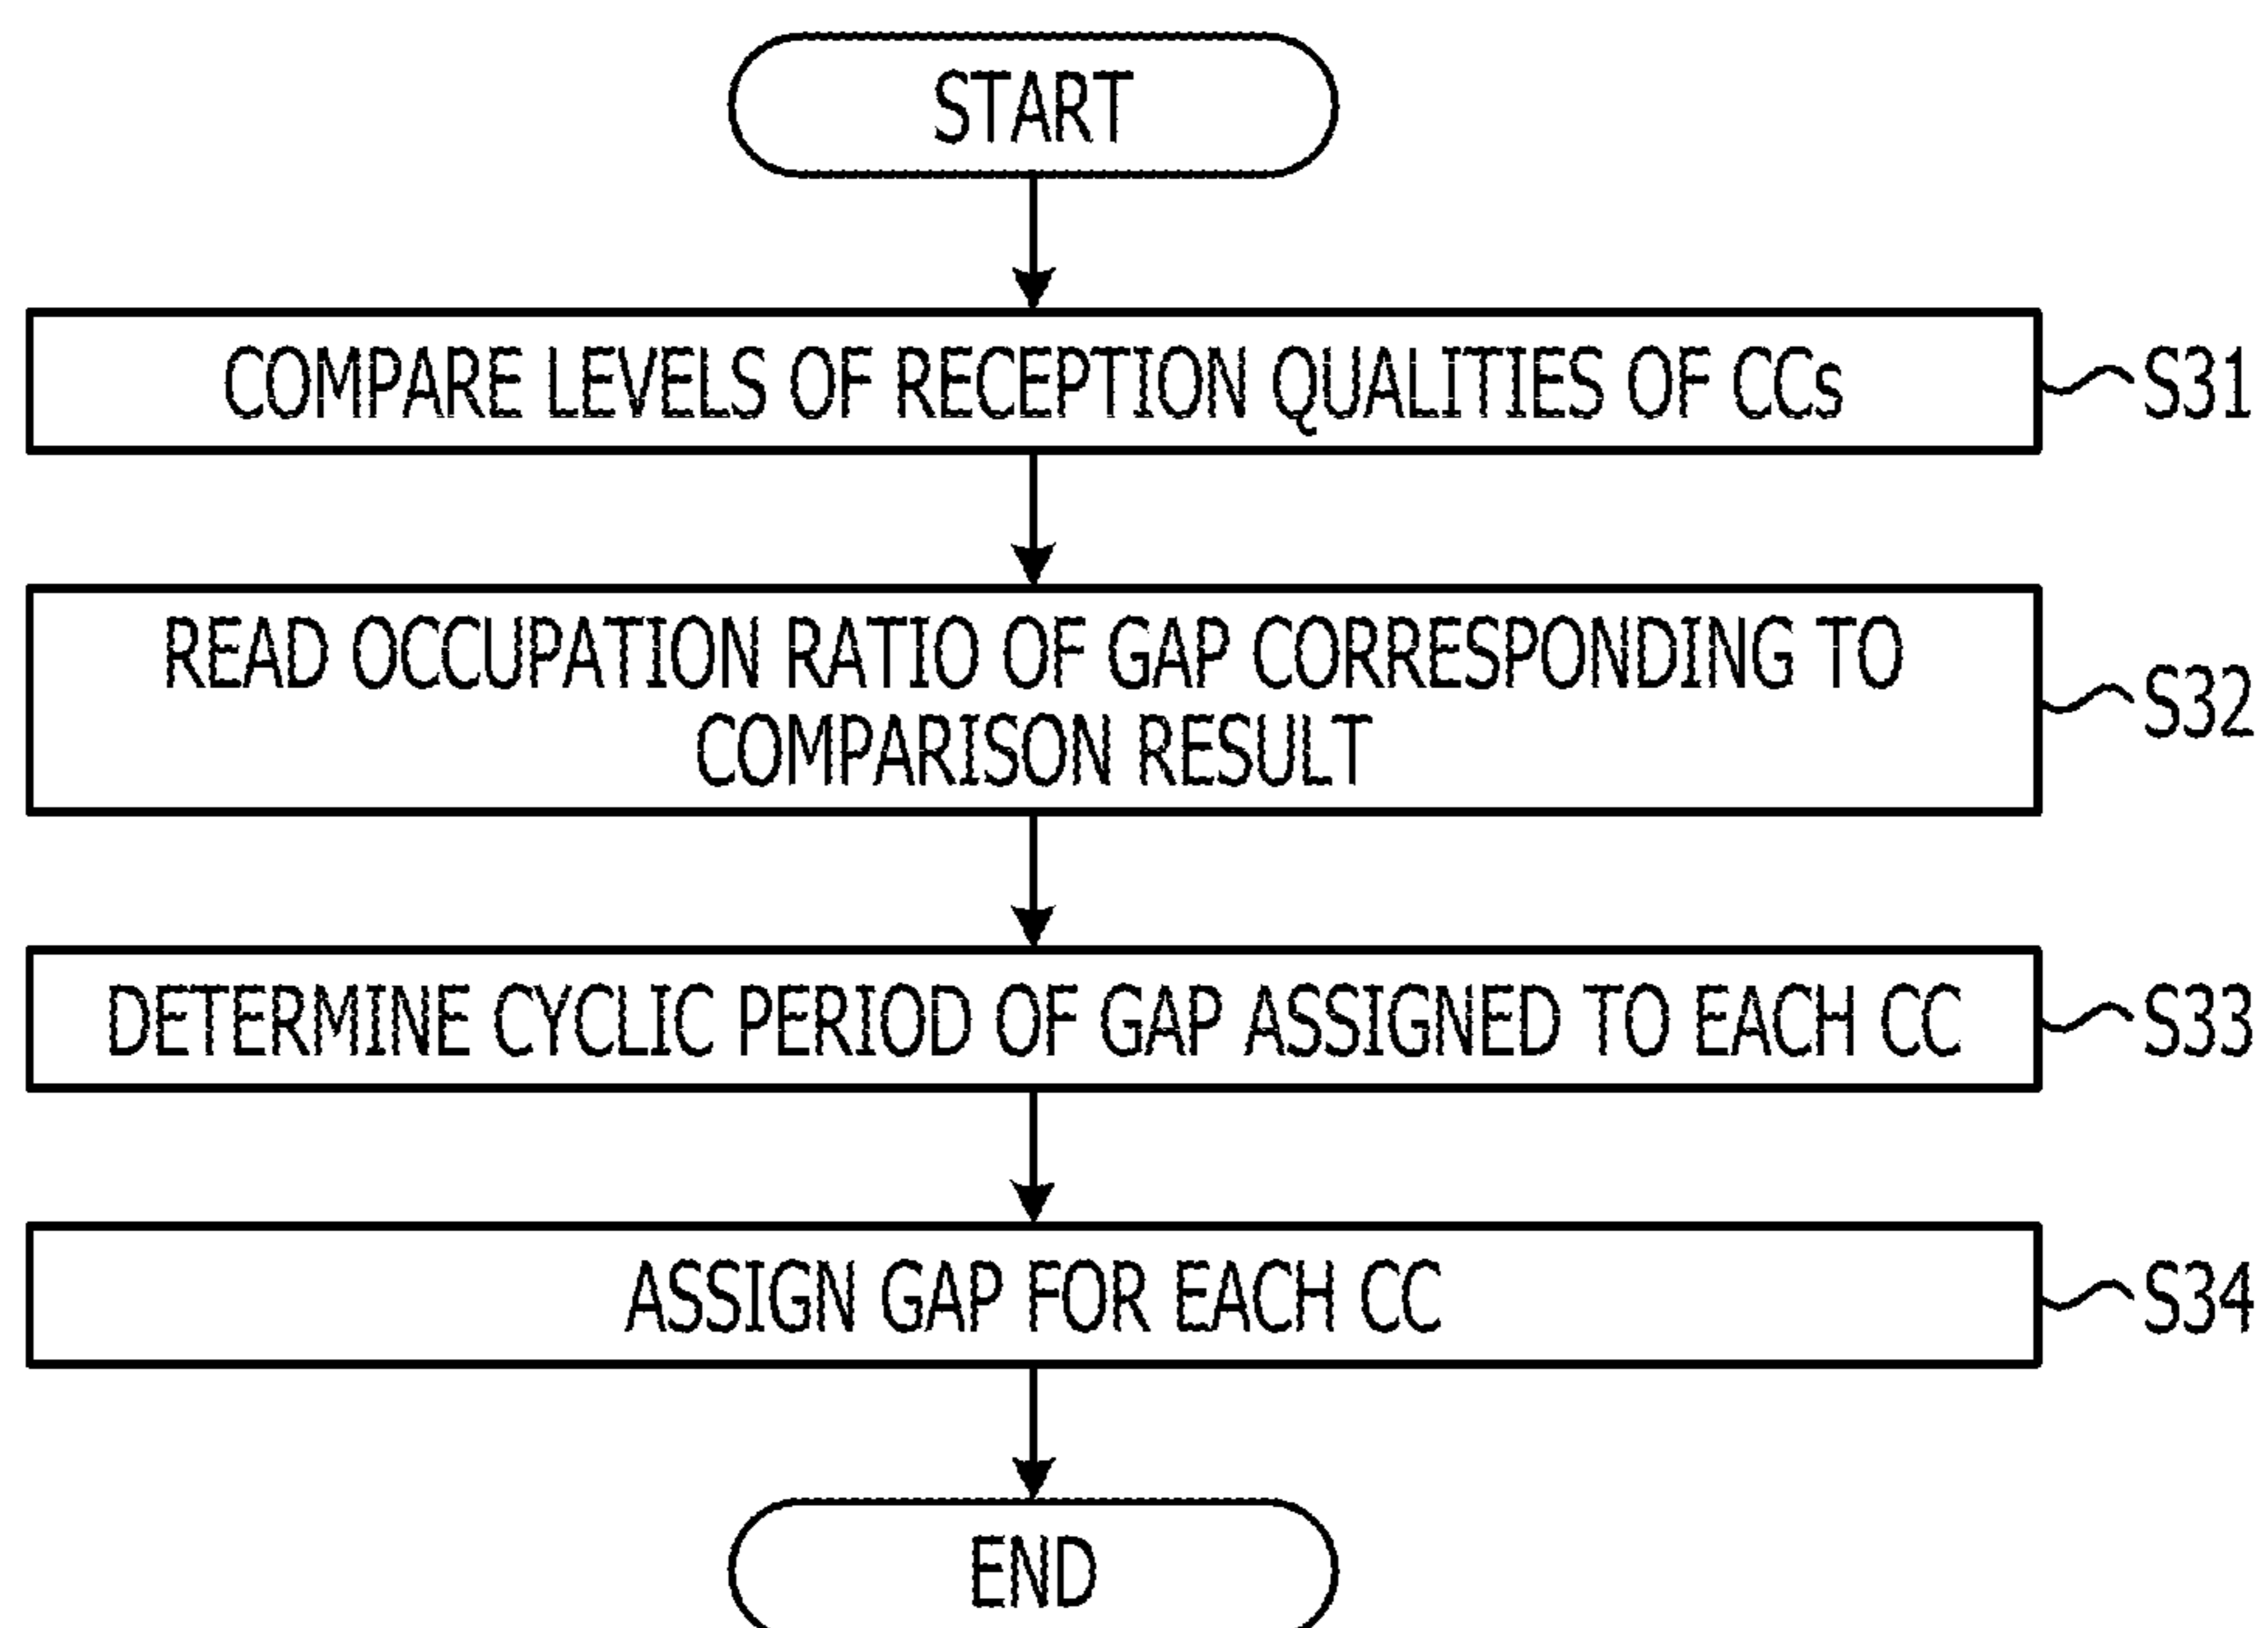 START
COMPARE LEVELS OF RECEPTION QUALITIES OF CCs
S31
READ OCCUPATION RATIO OF GAP CORRESPONDING TO
COMPARISON RESULT
S32
DETERMINE CYCLIC PERIOD OF GAP ASSIGNED TO EACH CC
S33
ASSIGN GAP FOR EACH CC
S34
END